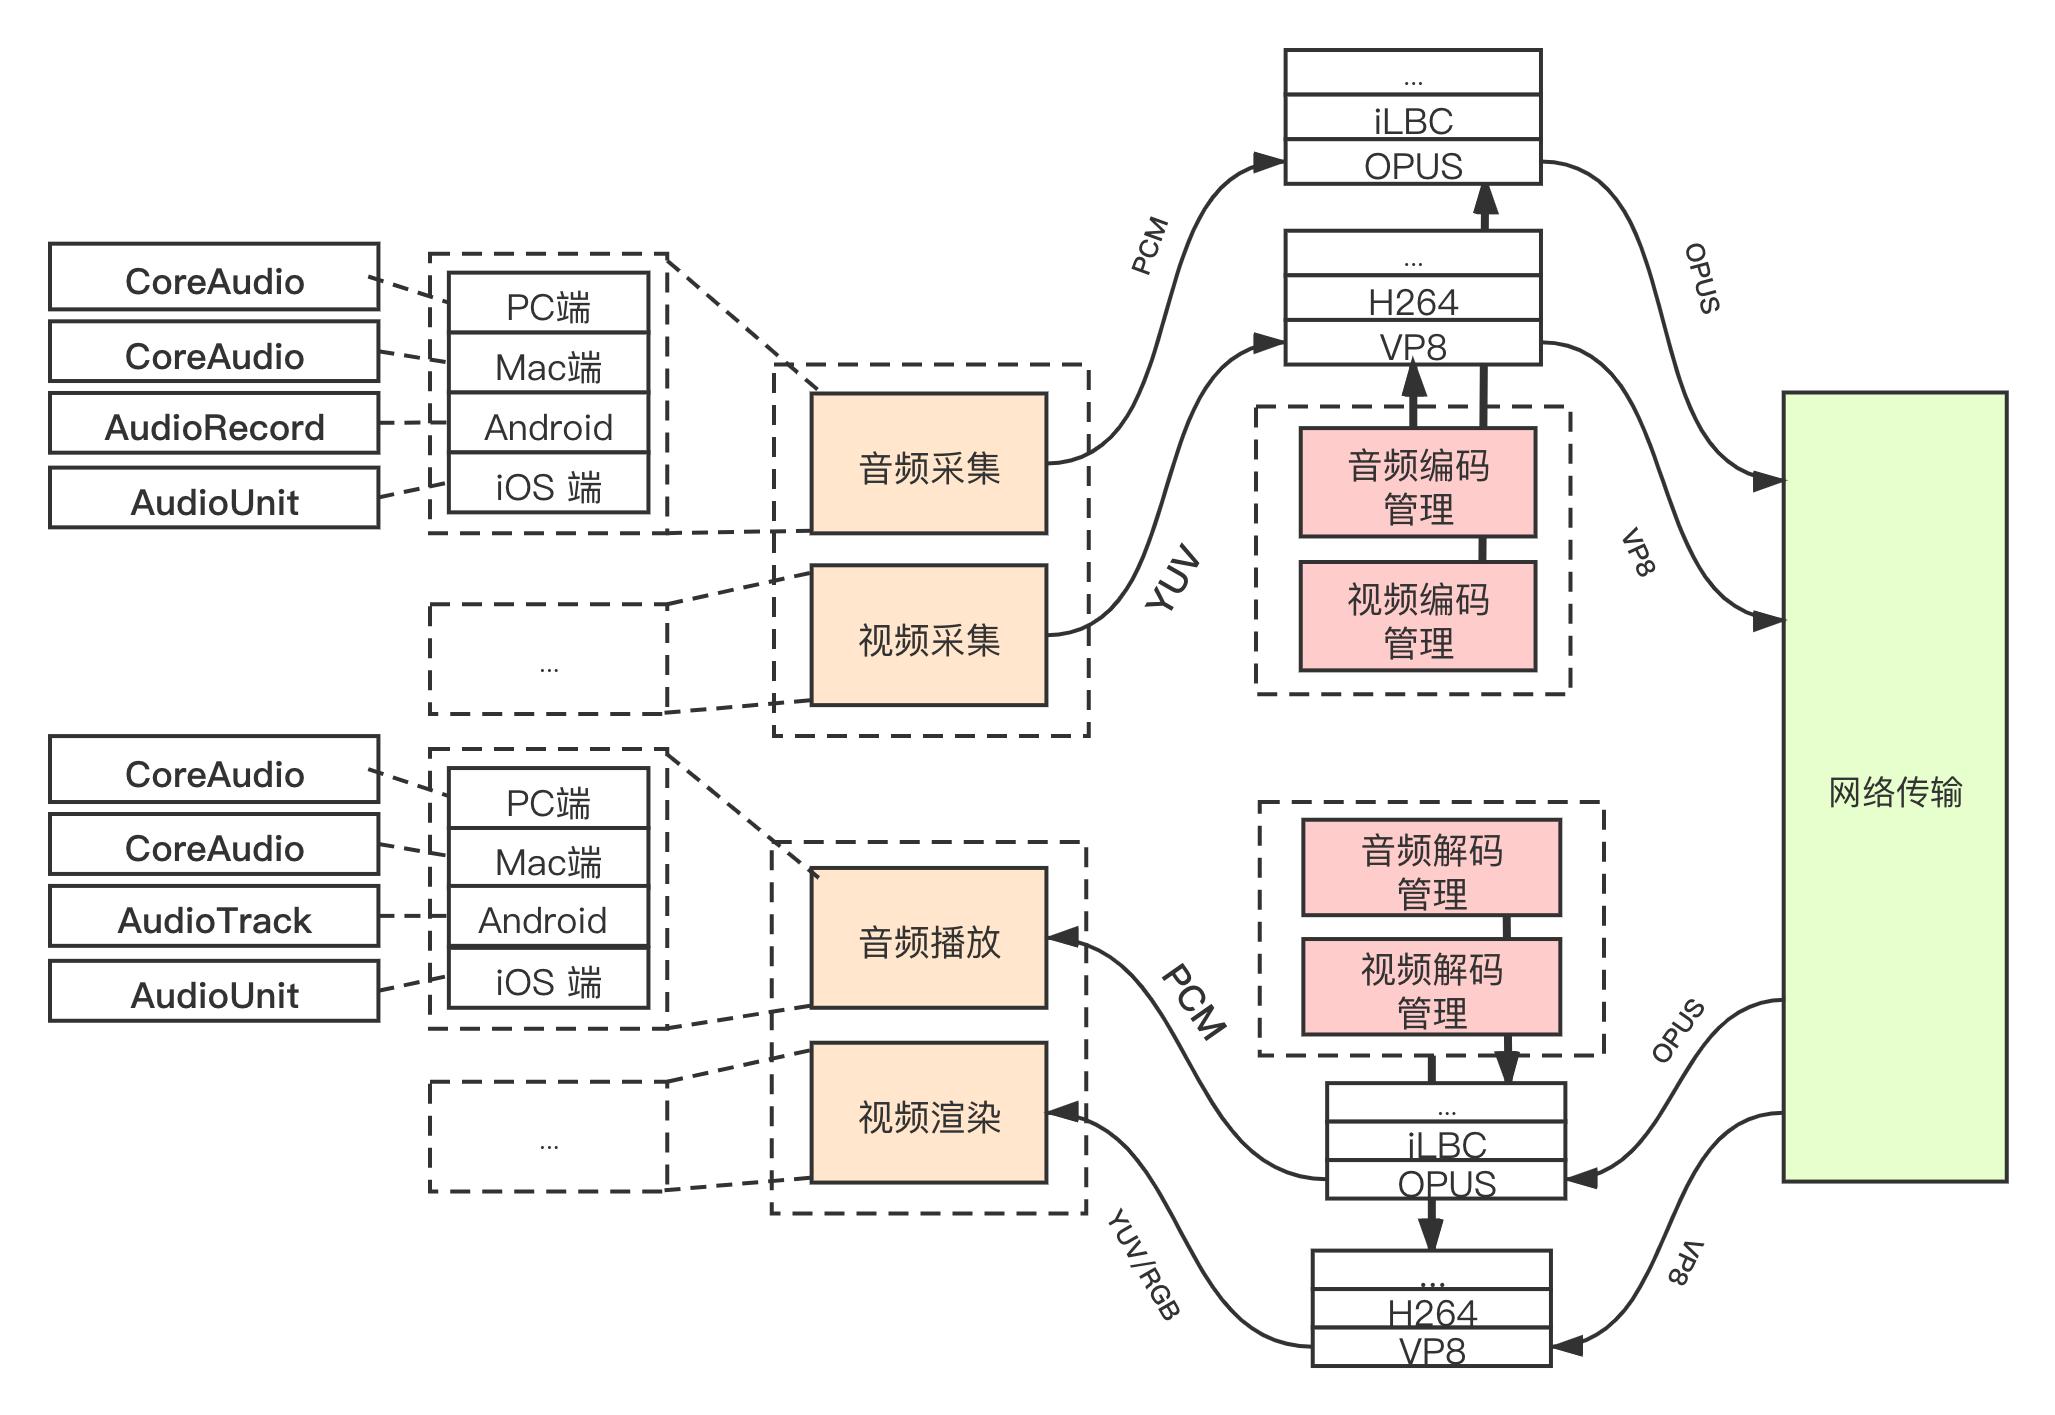 ...
iLBC
OPUS
PCM
OPUS
...
H264
VP8
CoreAudio
CoreAudio
AudioRecord
AudioUnit
PC端
Mac端
Android
iOS 端
音频采集
视频采集
...
YUV
音频编码
管理
视频编码
管理
VP8
网络传输
CoreAudio
CoreAudio
AudioTrack
AudioUnit
PC端
Mac端
Android
iOS 端
音频播放
视频渲染
...
PCM
YUV/RGB
音频解码
管理
视频解码
管理
OPUS
VP8
...
iLBC
OPUS
...
H264
VP8